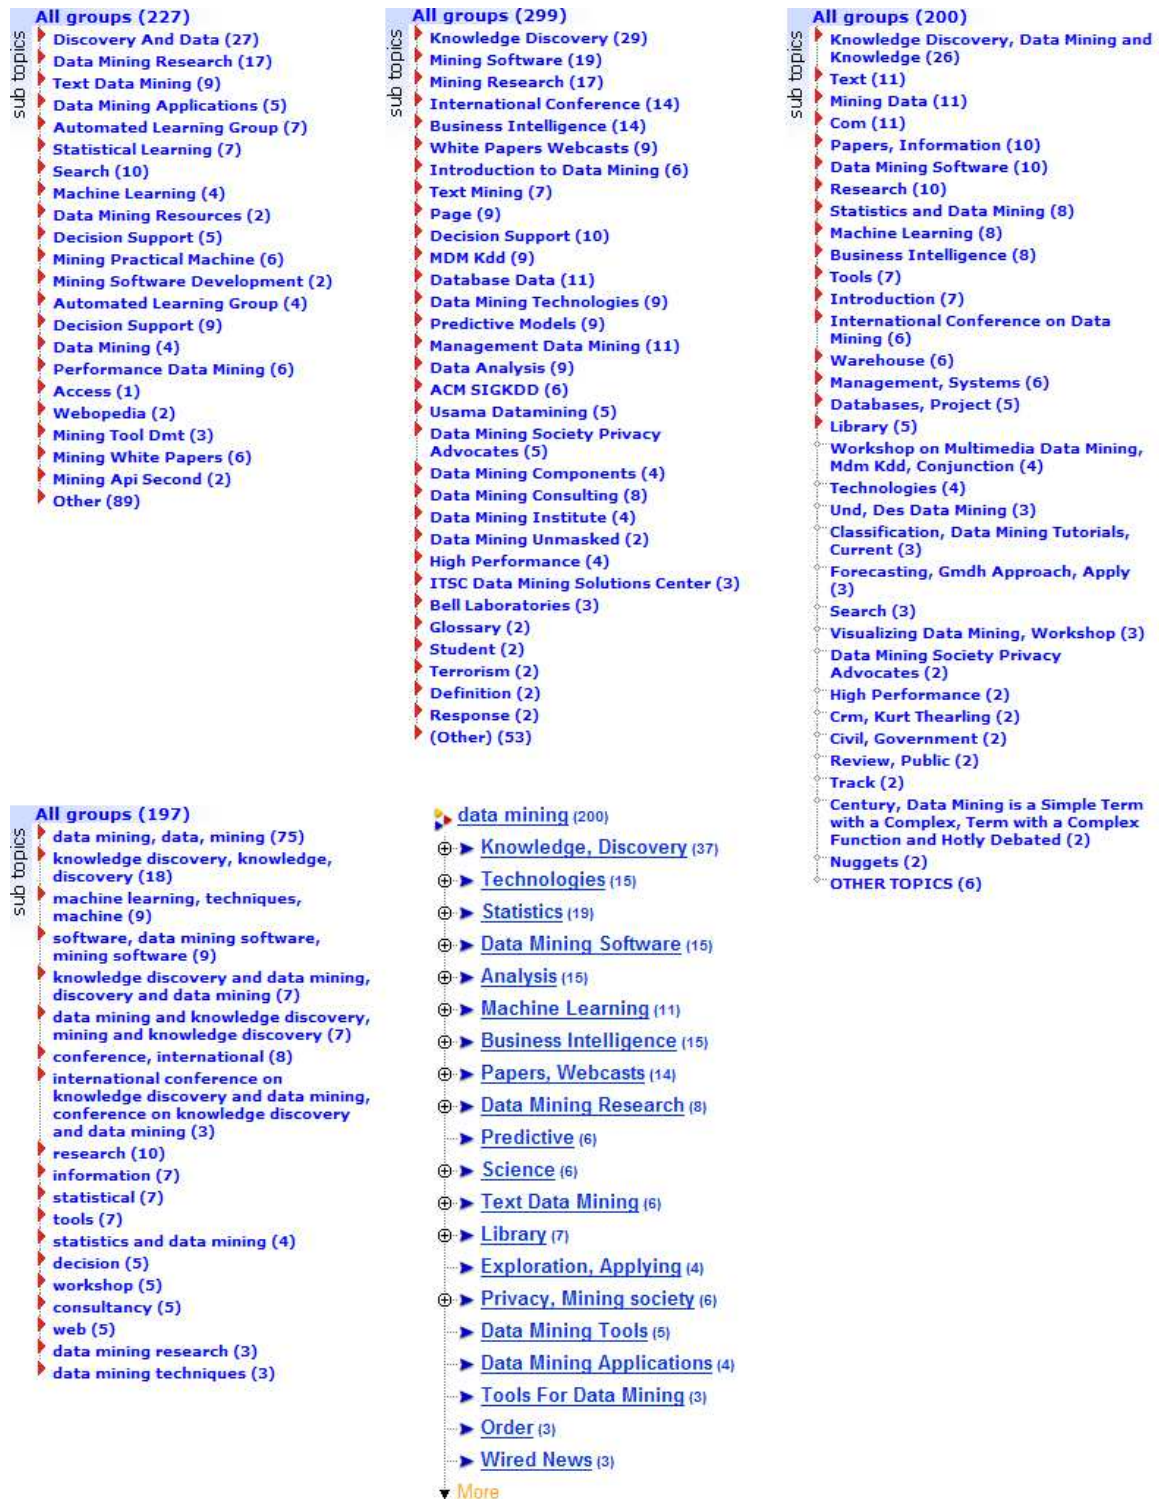 All groups (227)
sub topics
Discovery And Data (27)
Data Mining Research (17)
Text Data Mining (9)
Data Mining Applications (5)
Automated Learning Group (7)
Statistical Learning (7)
Search (10)
Machine Learning (4)
Data Mining Resources (2)
Decision Support (5)
Mining Practical Machine (6)
Mining Software Development (2)
Automated Learning Group (4)
Decision Support (9)
Data Mining (4)
Performance Data Mining (6)
Access (1)
Webopedia (2)
Mining Tool Dmt (3)
Mining White Papers (6)
Mining Api Second (2)
Other (89)
All groups (299)
sub topics
Knowledge Discovery (29)
Mining Software (19)
Mining Research (17)
International Conference (14)
Business Intelligence (14)
White Papers Webcasts (9)
Introduction to Data Mining (6)
Text Mining (7)
Page (9)
Decision Support (10)
MDM Kdd (9)
Database Data (11)
Data Mining Technologies (9)
Predictive Models (9)
Management Data Mining (11)
Data Analysis (9)
ACM SIGKDD (6)
Usama Datamining (5)
Data Mining Society Privacy
Advocates (5)
Data Mining Components (4)
Data Mining Consulting (8)
Data Mining Institute (4)
Data Mining Unmasked (2)
High Performance (4)
ITSC Data Mining Solutions Center (3)
Bell Laboratories (3)
Glossary (2)
Student (2)
Terrorism (2)
Definition (2)
Response (2)
(Other) (53)
All groups (200)
sub topics
Knowledge Discovery, Data Mining and
Knowledge (26)
Text (11)
Mining Data (11)
Com (11)
Papers, Information (10)
Data Mining Software (10)
Research (10)
Statistics and Data Mining (8)
Machine Learning (8)
Business Intelligence (8)
Tools (7)
Introduction (7)
International Conference on Data
Mining (6)
Warehouse (6)
Management, Systems (6)
Databases, Project (5)
Library (5)
Workshop on Multimedia Data Mining,
Mdm Kdd, Conjunction (4)
Technologies (4)
Und, Des Data Mining (3)
Classification, Data Mining Tutorials,
Current (3)
Forecasting, Gmdh Approach, Apply
(3)
Search (3)
Visualizing Data Mining, Workshop (3)
Data Mining Society Privacy
Advocates (2)
High Performance (2)
Crm, Kurt Thearling (2)
Civil, Government (2)
Review, Public (2)
Track (2)
Century, Data Mining is a Simple Term
with a Complex, Term with a Complex
Function and Hotly Debated (2)
Nuggets (2)
OTHER TOPICS (6)
All groups (197)
sub topics
data mining, data, mining (75)
knowledge discovery, knowledge,
discovery (18)
machine learning, techniques,
machine (9)
software, data mining software,
mining software (9)
knowledge discovery and data mining,
discovery and data mining (7)
data mining and knowledge discovery,
mining and knowledge discovery (7)
conference, international (8)
international conference on
knowledge discovery and data mining,
conference on knowledge discovery
and data mining (3)
research (10)
information (7)
statistical (7)
tools (7)
statistics and data mining (4)
decision (5)
workshop (5)
consultancy (5)
web (5)
data mining research (3)
data mining techniques (3)
data mining (200)
Knowledge, Discovery (37)
Technologies (15)
Statistics (19)
Data Mining Software (15)
Analysis (15)
Machine Learning (11)
Business Intelligence (15)
Papers, Webcasts (14)
Data Mining Research (8)
Predictive (6)
Science (6)
Text Data Mining (6)
Library (7)
Exploration, Applying (4)
Privacy, Mining society (6)
Data Mining Tools (5)
Data Mining Applications (4)
Tools For Data Mining (3)
Order (3)
Wired News (3)
More